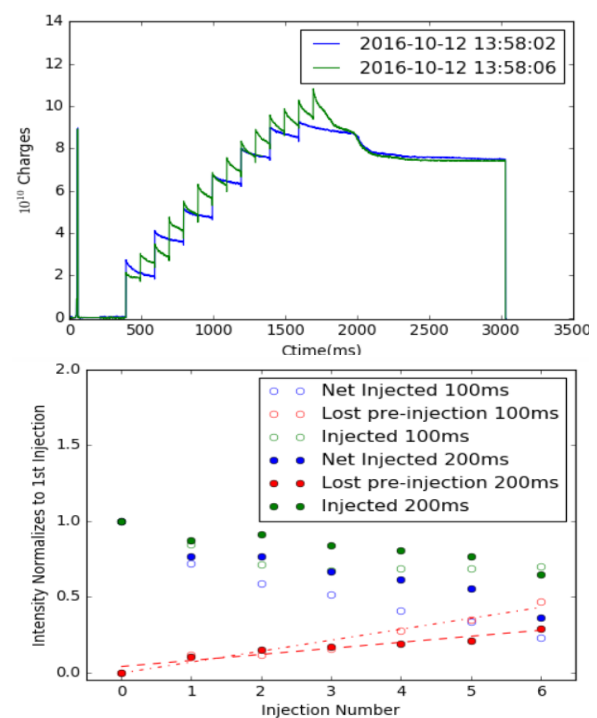 14
12
10
8
6
4
2
0
10^10 Charges
2016-10-12 13:58:02
2016-10-12 13:58:06
0 500 1000 1500 2000 2500 3000 3500
Ctime(ms)
2.0
1.5
1.0
0.5
0.0
Intensity Normalizes to 1st Injection
Net Injected 100ms
Lost pre-injection 100ms
Injected 100ms
Net Injected 200ms
Lost pre-injection 200ms
Injected 200ms
0 1 2 3 4 5 6
Injection Number